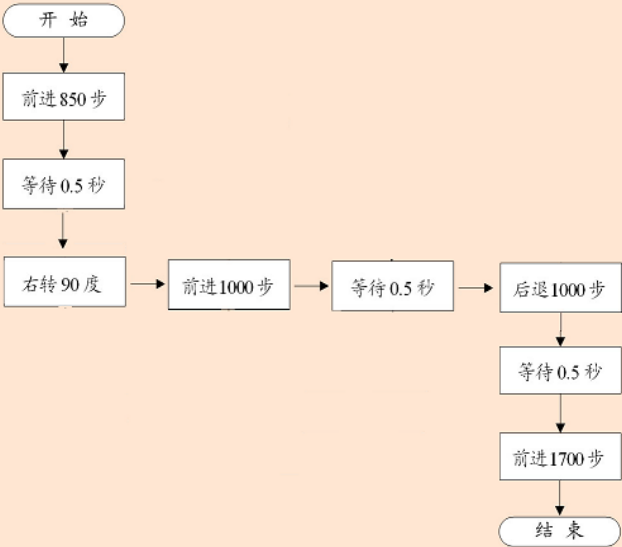 开 始
前进850步
等待0.5秒
右转90度
前进1000步
等待0.5秒
后退1000步
等待0.5秒
前进1700步
结 束